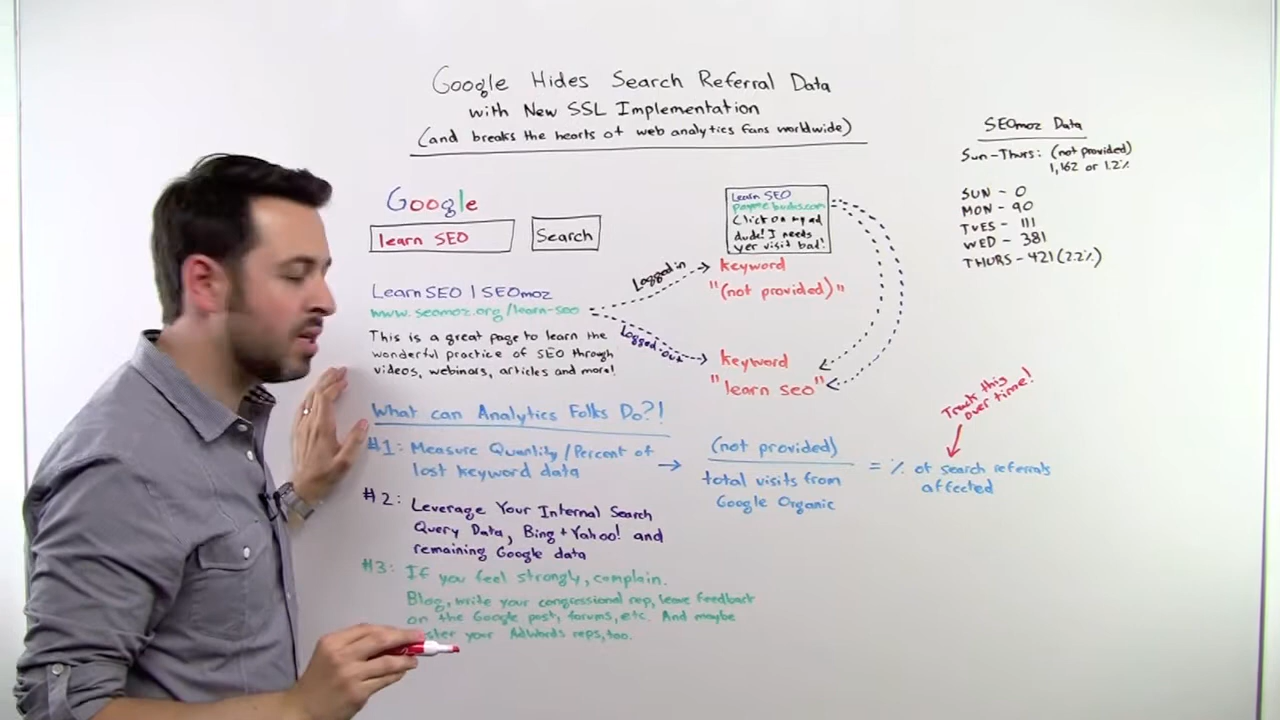 Google Hides Search Referral Data
with New SSL Implementation
(and breaks the hearts of web analytics fans worldwide)
Google
learn SEO
Search
Learn SEO | SEOmoz
www.seomoz.org/learn-seo
This is a great page to learn the
wonderful practice of SEO through
videos, webinars, articles and more!
Logged in
Logged out
Learn SEO
paymebucks.com
Click on my ad
dude! I needs
yer visit bad!
keyword
"(not provided)"
keyword
"learn seo"
SEOmoz Data
Sun-Thurs: (not provided)
1,162 or 1.2%
SUN - 0
MON - 90
TUES - 111
WED - 381
THURS - 421 (2.2%)
What can Analytics Folks Do?!
#1: Measure Quantity/Percent of
lost keyword data
(not provided)
total visits from
Google Organic
= % of search referrals
affected
Track this
over time!
#2: Leverage Your Internal Search
Query Data, Bing + Yahoo! and
remaining Google data
#3: If you feel strongly, complain.
Blog, write your congressional rep, leave feedback
on the Google post, forums, etc. And maybe
your AdWords reps, too.